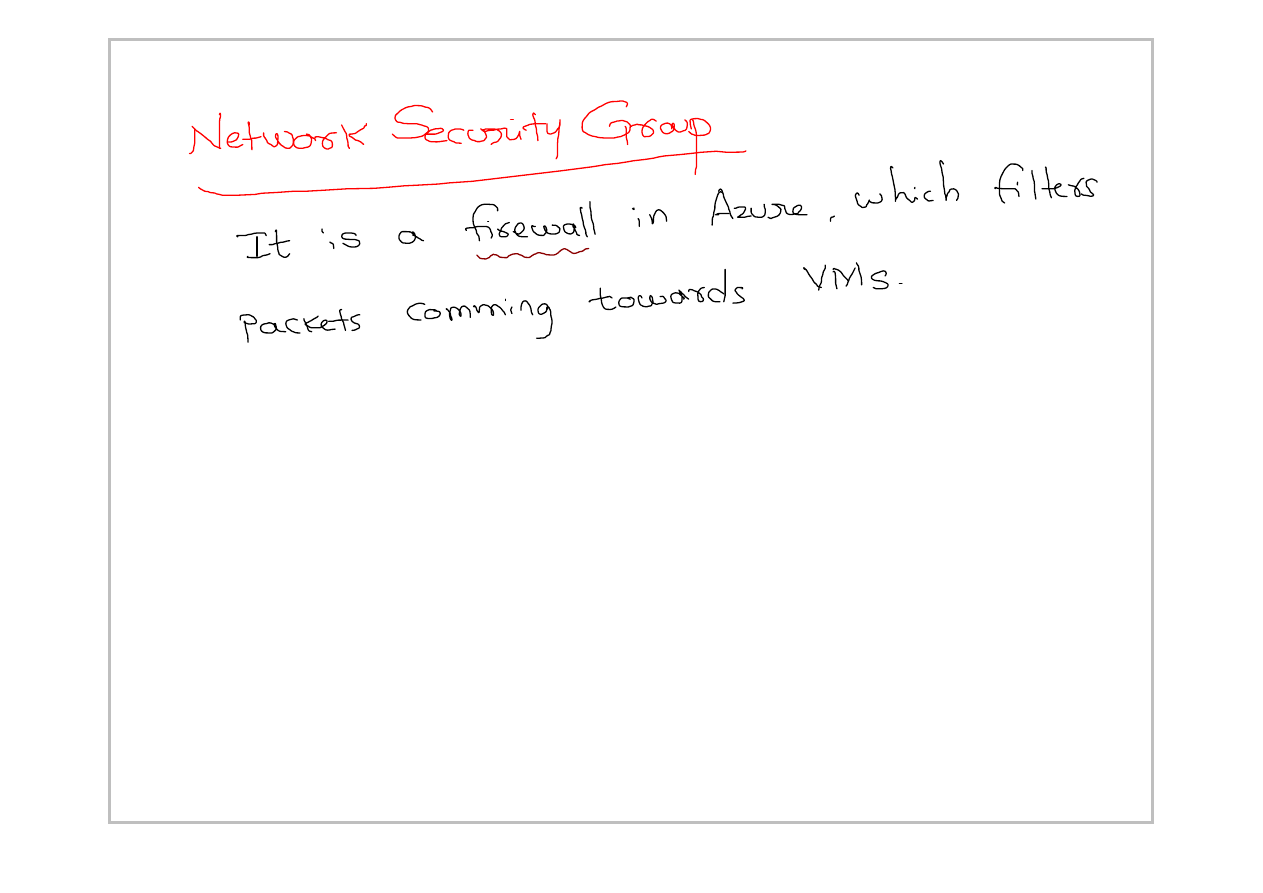 Network Security Group
It is a firewall in Azure, which filters
Packets comming towards VMs.